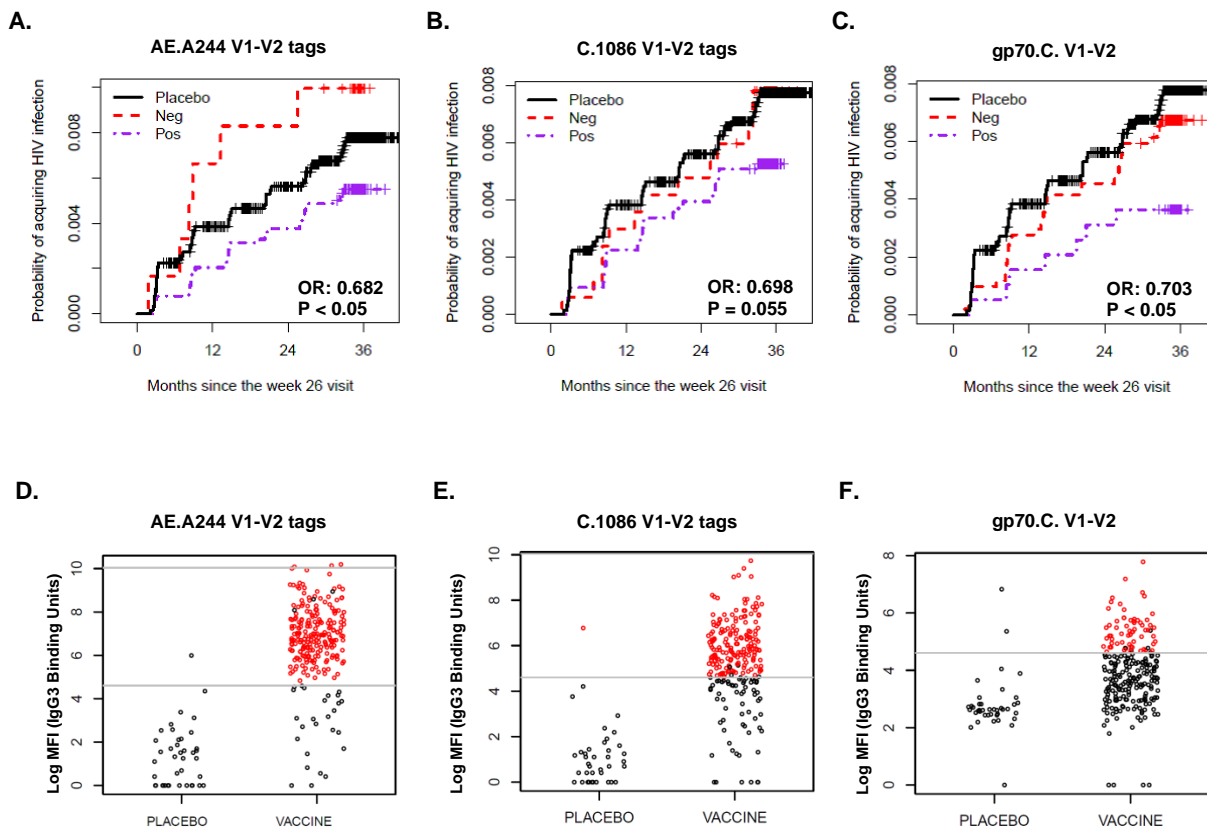 A.
AE.A244 V1-V2 tags
Probability of acquiring HIV infection
0.008
0.004
0.000
Placebo
Neg
Pos
OR: 0.682
P < 0.05
0 12 24 36
Months since the week 26 visit
B.
C.1086 V1-V2 tags
Probability of acquiring HIV infection
0.008
0.006
0.004
0.002
0.000
Placebo
Neg
Pos
OR: 0.698
P = 0.055
0 12 24 36
Months since the week 26 visit
C.
gp70.C. V1-V2
Probability of acquiring HIV infection
0.008
0.006
0.004
0.002
0.000
Placebo
Neg
Pos
OR: 0.703
P < 0.05
0 12 24 36
Months since the week 26 visit
D.
AE.A244 V1-V2 tags
Log MFI (IgG3 Binding Units)
10
8
6
4
2
0
PLACEBO VACCINE
E.
C.1086 V1-V2 tags
Log MFI (IgG3 Binding Units)
10
8
6
4
2
0
PLACEBO VACCINE
F.
gp70.C. V1-V2
Log MFI (IgG3 Binding Units)
8
6
4
2
0
PLACEBO VACCINE